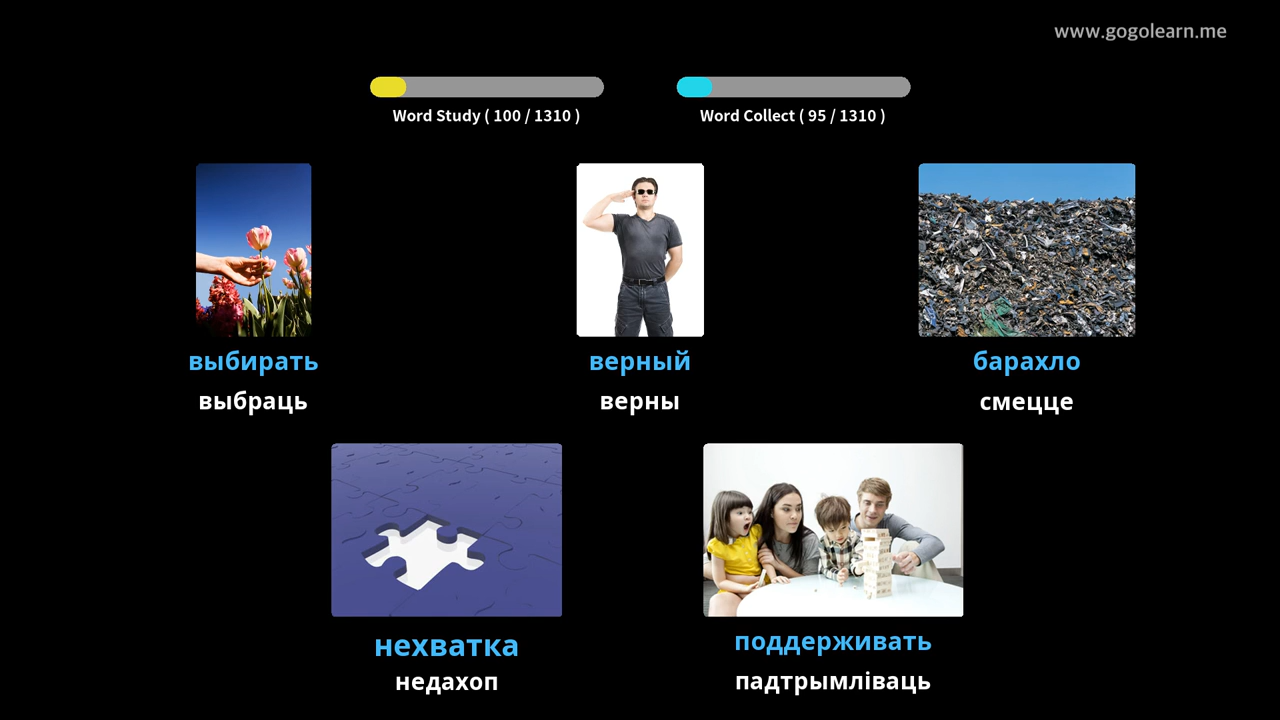 www.gogolearn.me
Word Study ( 100 / 1310 )
Word Collect ( 95 / 1310 )
выбирать
выбраць
верный
верны
барахло
смецце
нехватка
недахоп
поддерживать
падтрымліваць